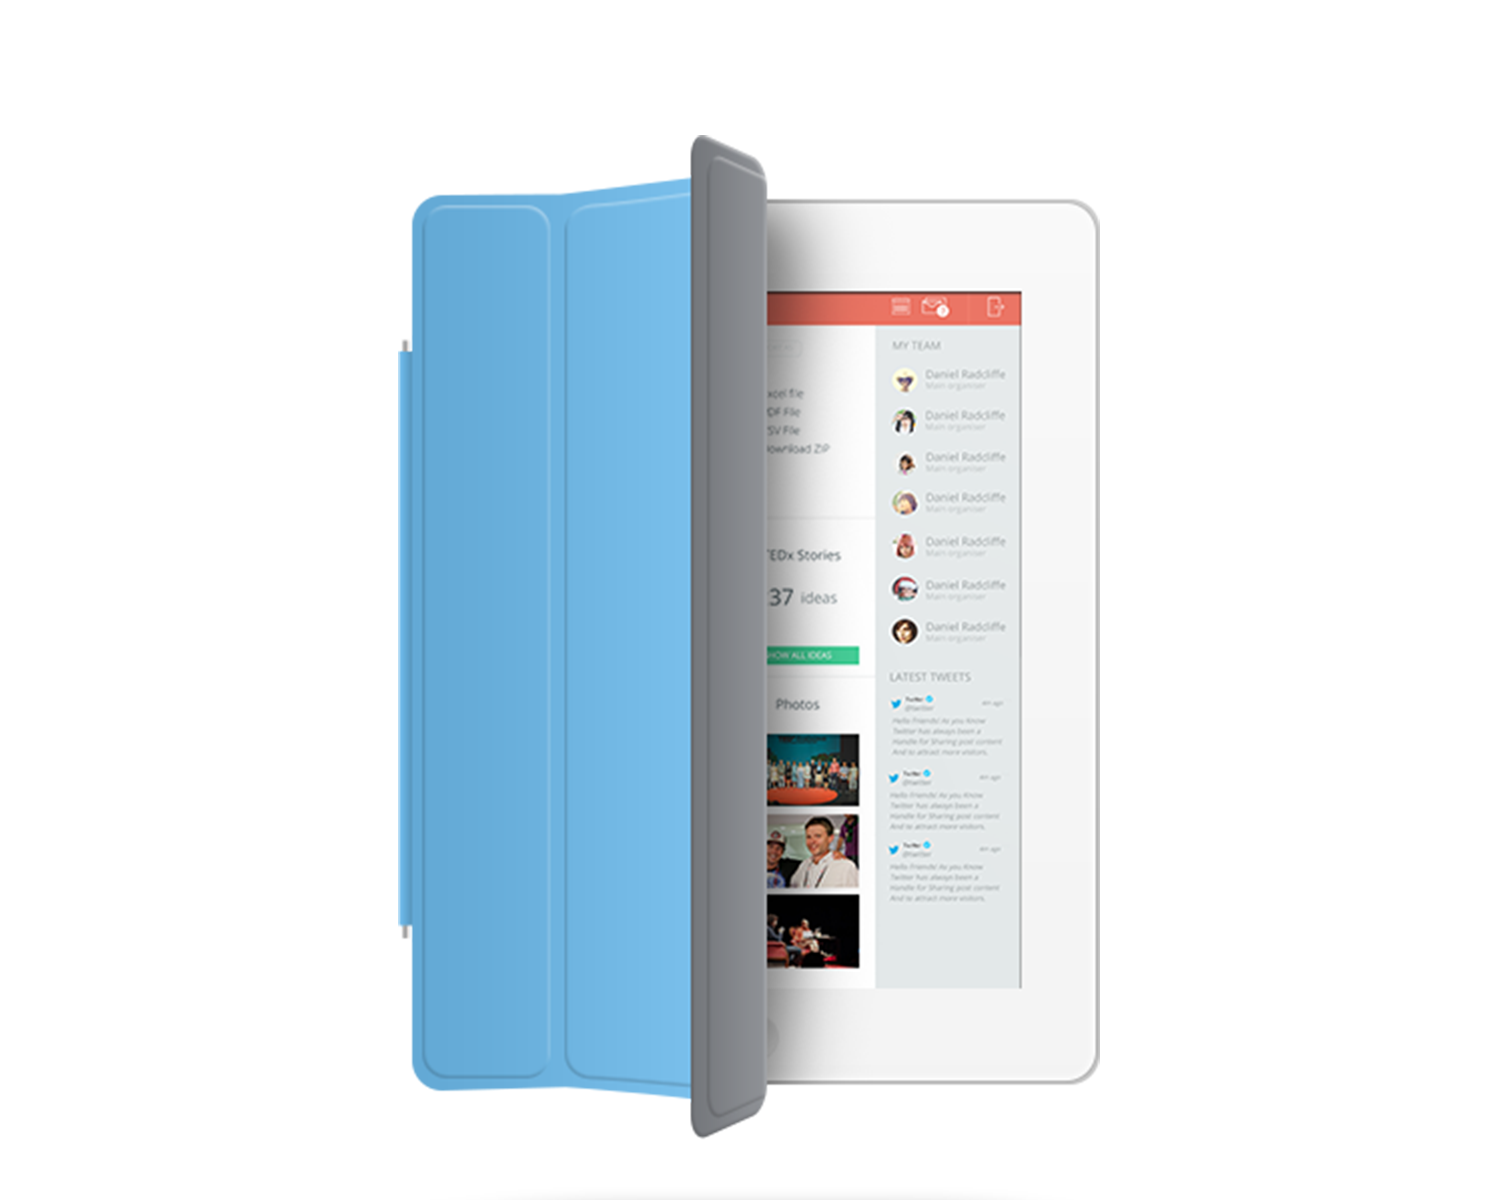 MY TEAM
Daniel Radcliffe
Main organiser
Daniel Radcliffe
Main organiser
Daniel Radcliffe
Main organiser
Daniel Radcliffe
Main organiser
Daniel Radcliffe
Main organiser
Daniel Radcliffe
Main organiser
Daniel Radcliffe
Main organiser
xcel file
DF File
SV File
ownload ZIP
EDx Stories
37 ideas
HOW ALL IDEAS
Photos
LATEST TWEETS
Twitter
@twitter
ago
Hello Friends! As you Know
Twitter has always been a
Handle for Sharing post content
And to attract more visitors.
Twitter
@twitter
ago
Hello Friends! As you Know
Twitter has always been a
Handle for Sharing post content
And to attract more visitors.
Twitter
@twitter
ago
Hello Friends! As you Know
Twitter has always been a
Handle for Sharing post content
And to attract more visitors.